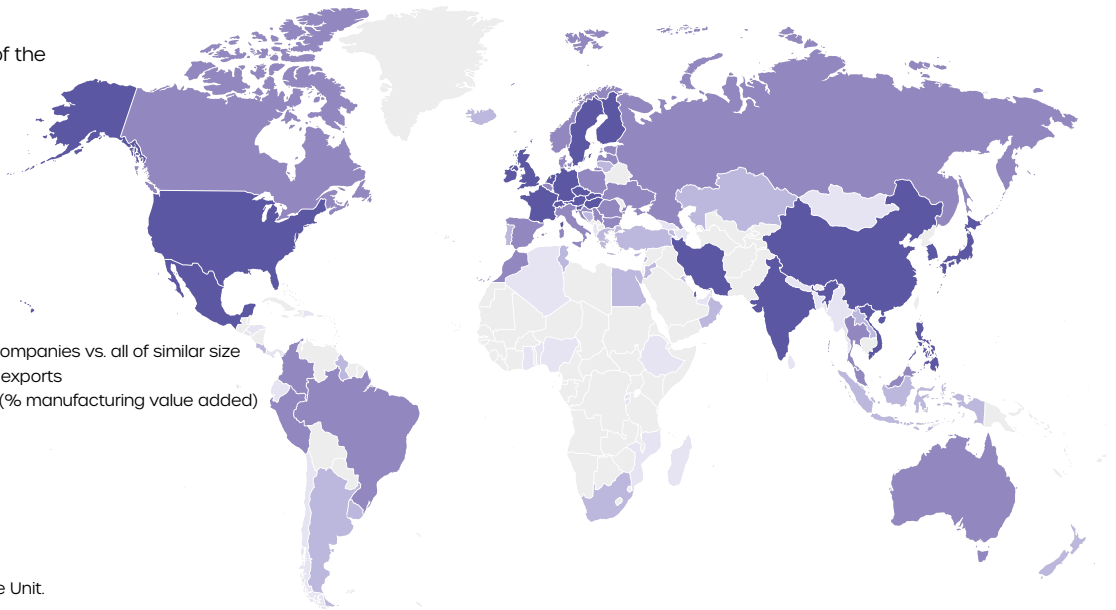 of the
ompanies vs. all of similar size
exports
(% manufacturing value added)
e Unit.